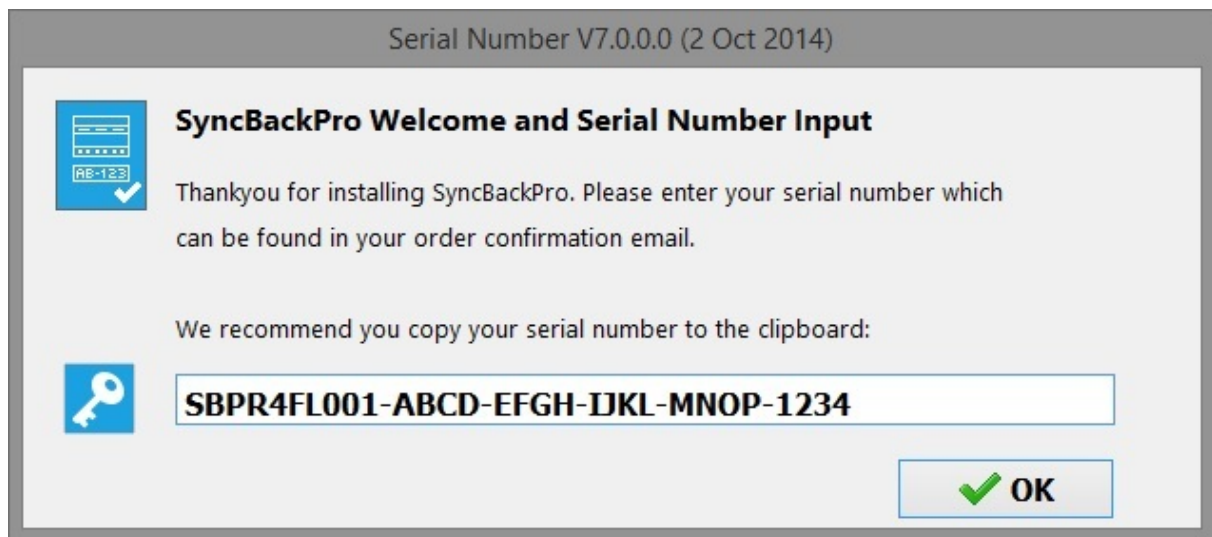 Serial Number V7.0.0.0 (2 Oct 2014)
SyncBackPro Welcome and Serial Number Input
AB-123
Thankyou for installing SyncBackPro. Please enter your serial number which
can be found in your order confirmation email.
We recommend you copy your serial number to the clipboard:
SBPR4FL001-ABCD-EFGH-IJKL-MNOP-1234
OK